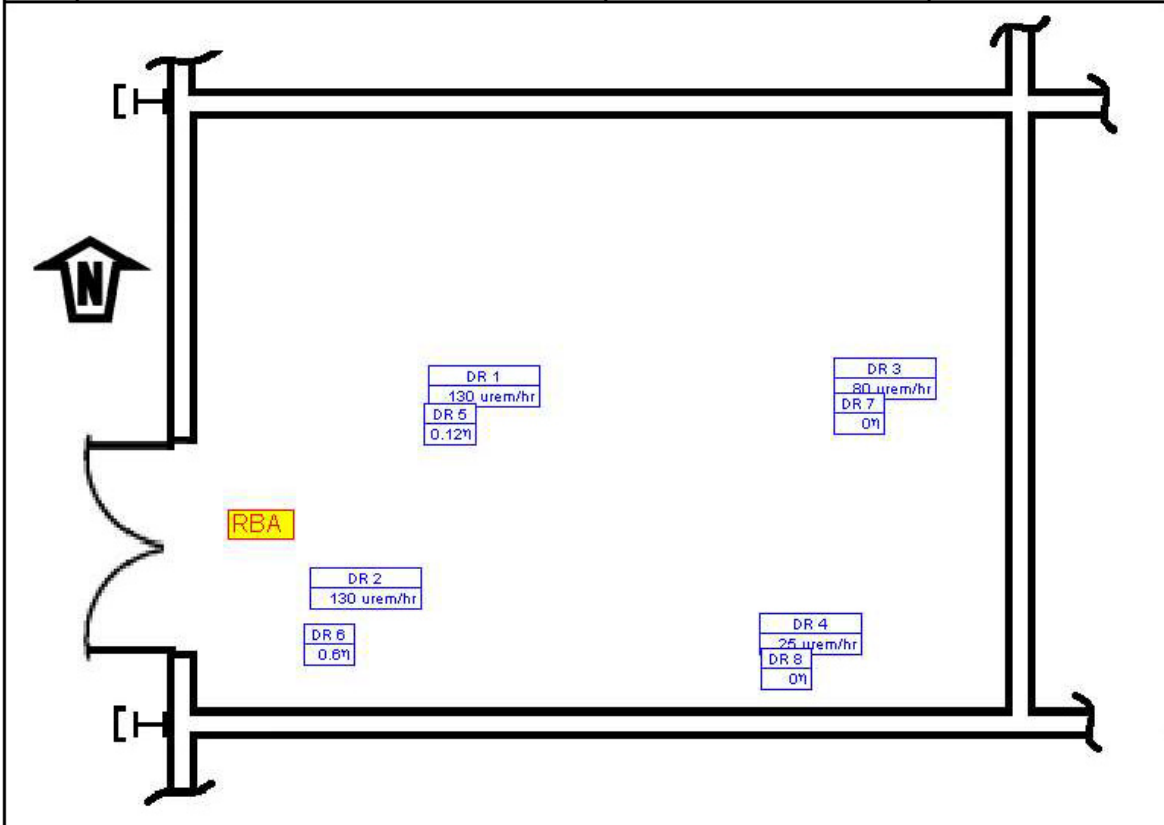 N
DR 1
130 urem/hr
DR 5
0.12η
DR 3
80 urem/hr
DR 7
0η
RBA
DR 2
130 urem/hr
DR 6
0.6η
DR 4
25 urem/hr
DR 8
0η